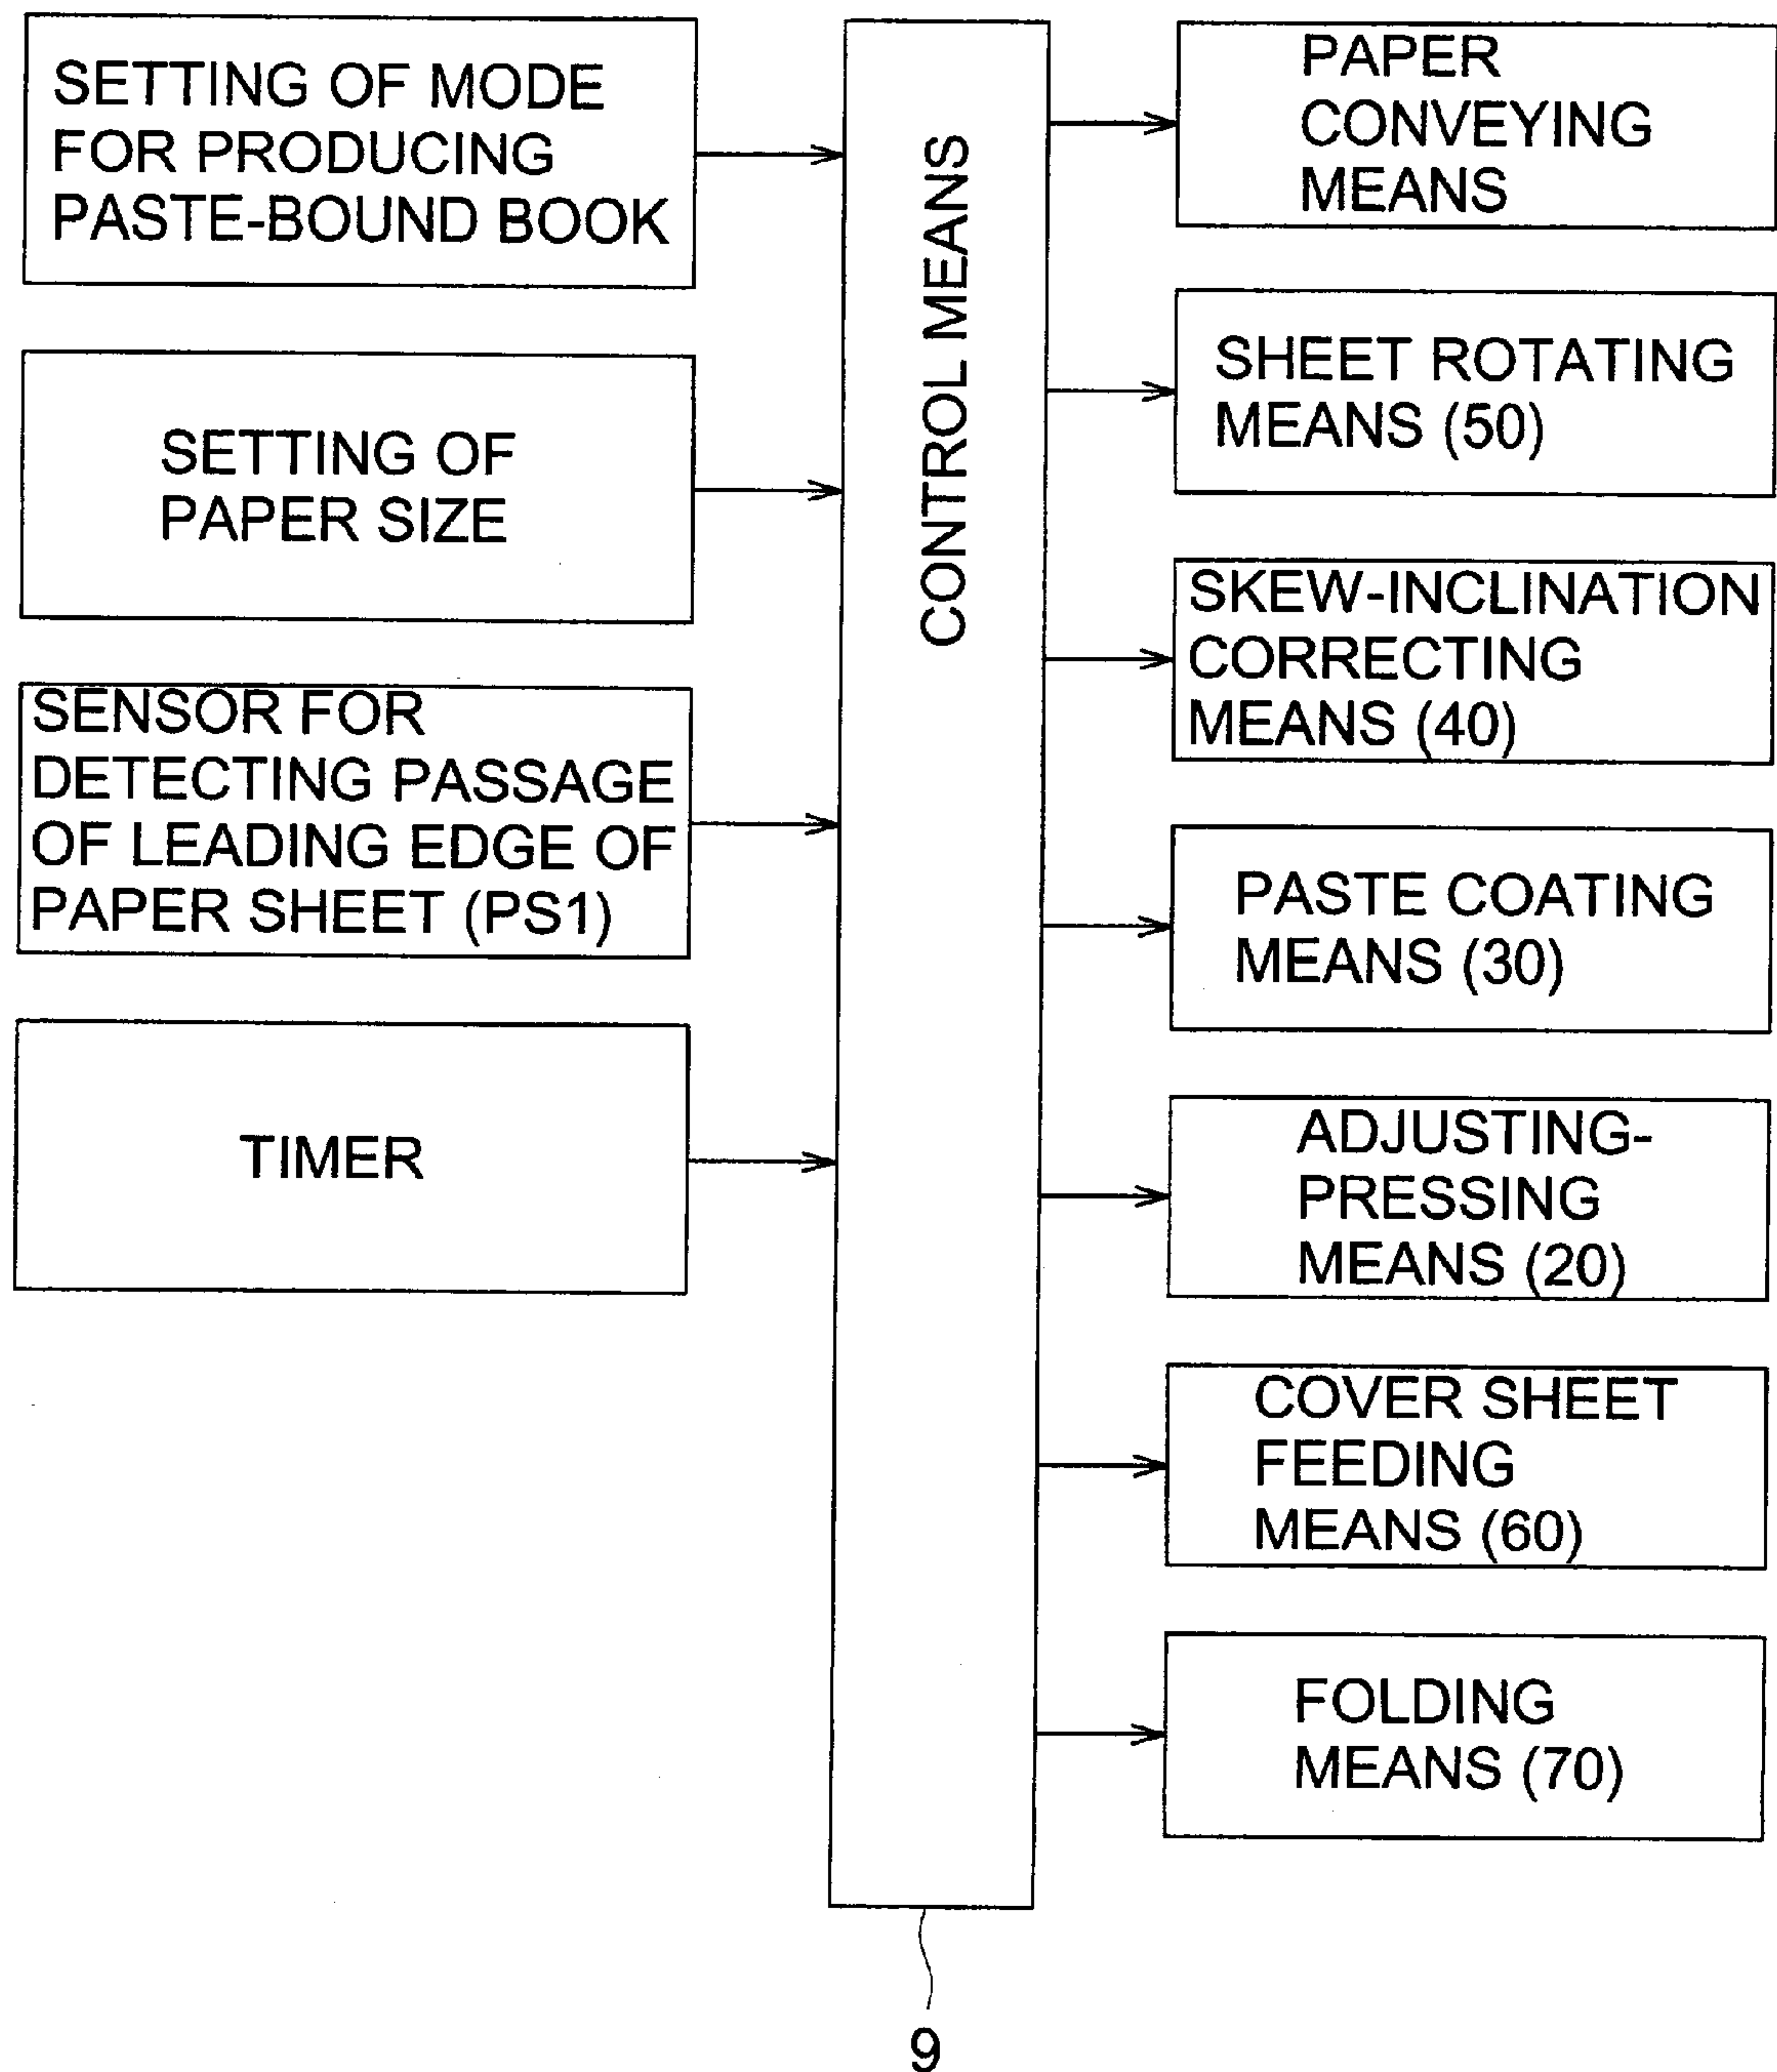 SETTING OF MODE
FOR PRODUCING
PASTE-BOUND BOOK
SETTING OF
PAPER SIZE
SENSOR FOR
DETECTING PASSAGE
OF LEADING EDGE OF
PAPER SHEET (PS1)
TIMER
CONTROL MEANS
9
PAPER
CONVEYING
MEANS
SHEET ROTATING
MEANS (50)
SKEW-INCLINATION
CORRECTING
MEANS (40)
PASTE COATING
MEANS (30)
ADJUSTING-
PRESSING
MEANS (20)
COVER SHEET
FEEDING
MEANS (60)
FOLDING
MEANS (70)